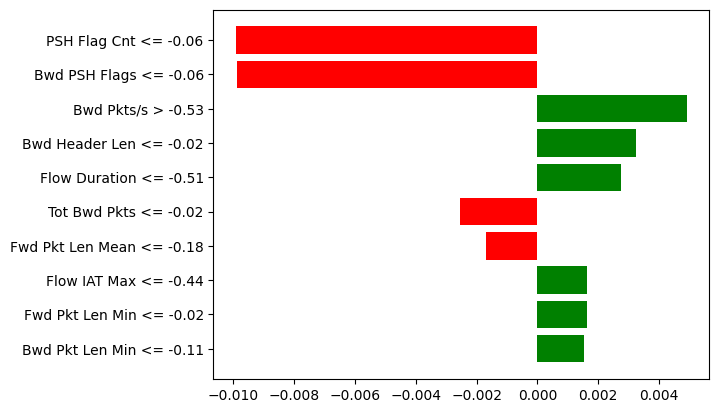 PSH Flag Cnt <= -0.06
Bwd PSH Flags <= -0.06
Bwd Pkts/s > -0.53
Bwd Header Len <= -0.02
Flow Duration <= -0.51
Tot Bwd Pkts <= -0.02
Fwd Pkt Len Mean <= -0.18
Flow IAT Max <= -0.44
Fwd Pkt Len Min <= -0.02
Bwd Pkt Len Min <= -0.11
−0.010 −0.008 −0.006 −0.004 −0.002 0.000 0.002 0.004